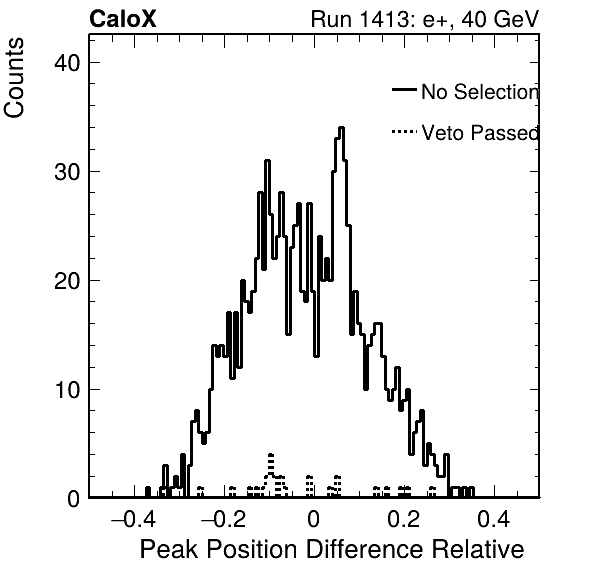 CaloX Run 1413: e+, 40 GeV
Counts
40
30
20
10
0
No Selection
Veto Passed
−0.4 −0.2 0 0.2 0.4
Peak Position Difference Relative